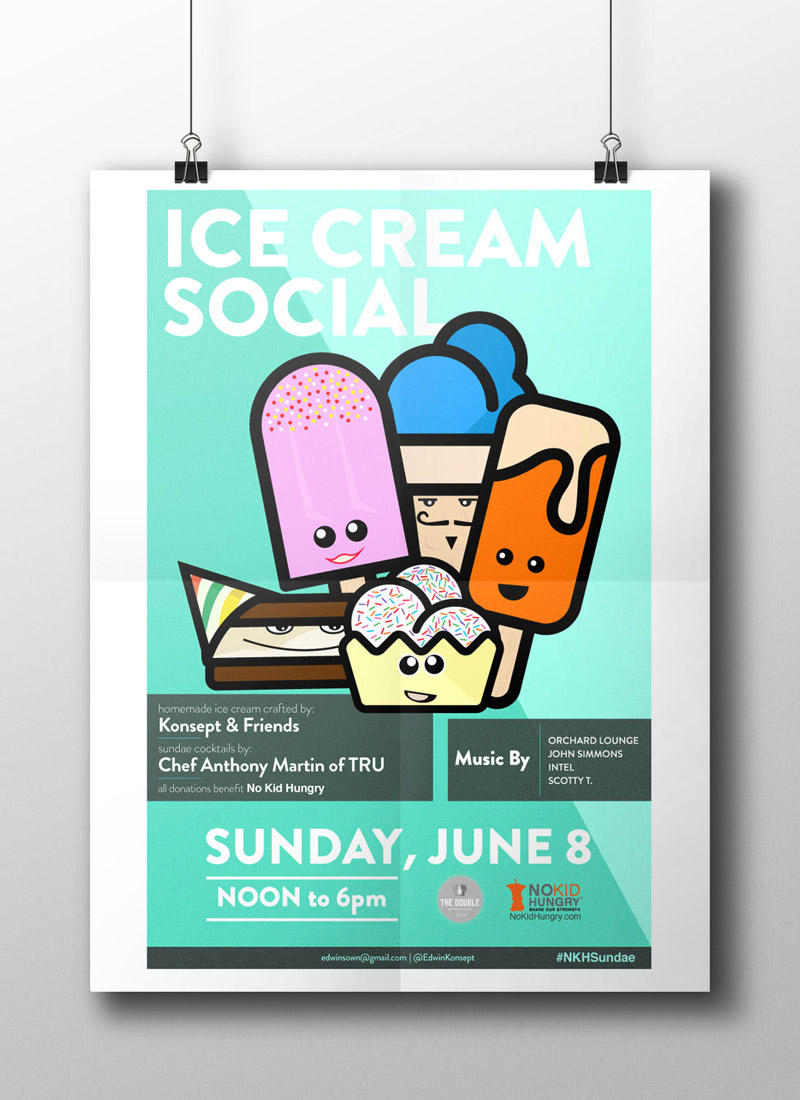 ICE CREAM
SOCIAL
homemade ice cream crafted by:
Konsept & Friends
sundae cocktails by:
Chef Anthony Martin of TRU
all donations benefit No Kid Hungry
Music By
ORCHARD LOUNGE
JOHN SIMMONS
INTEL
SCOTTY T.
SUNDAY, JUNE 8
NOON to 6pm
THE DOUBLE
NOKID
HUNGRY
SHARE OUR STRENGTH
NoKidHungry.com
edwinsown@gmail.com | @EdwinKonsept
#NKHSundae